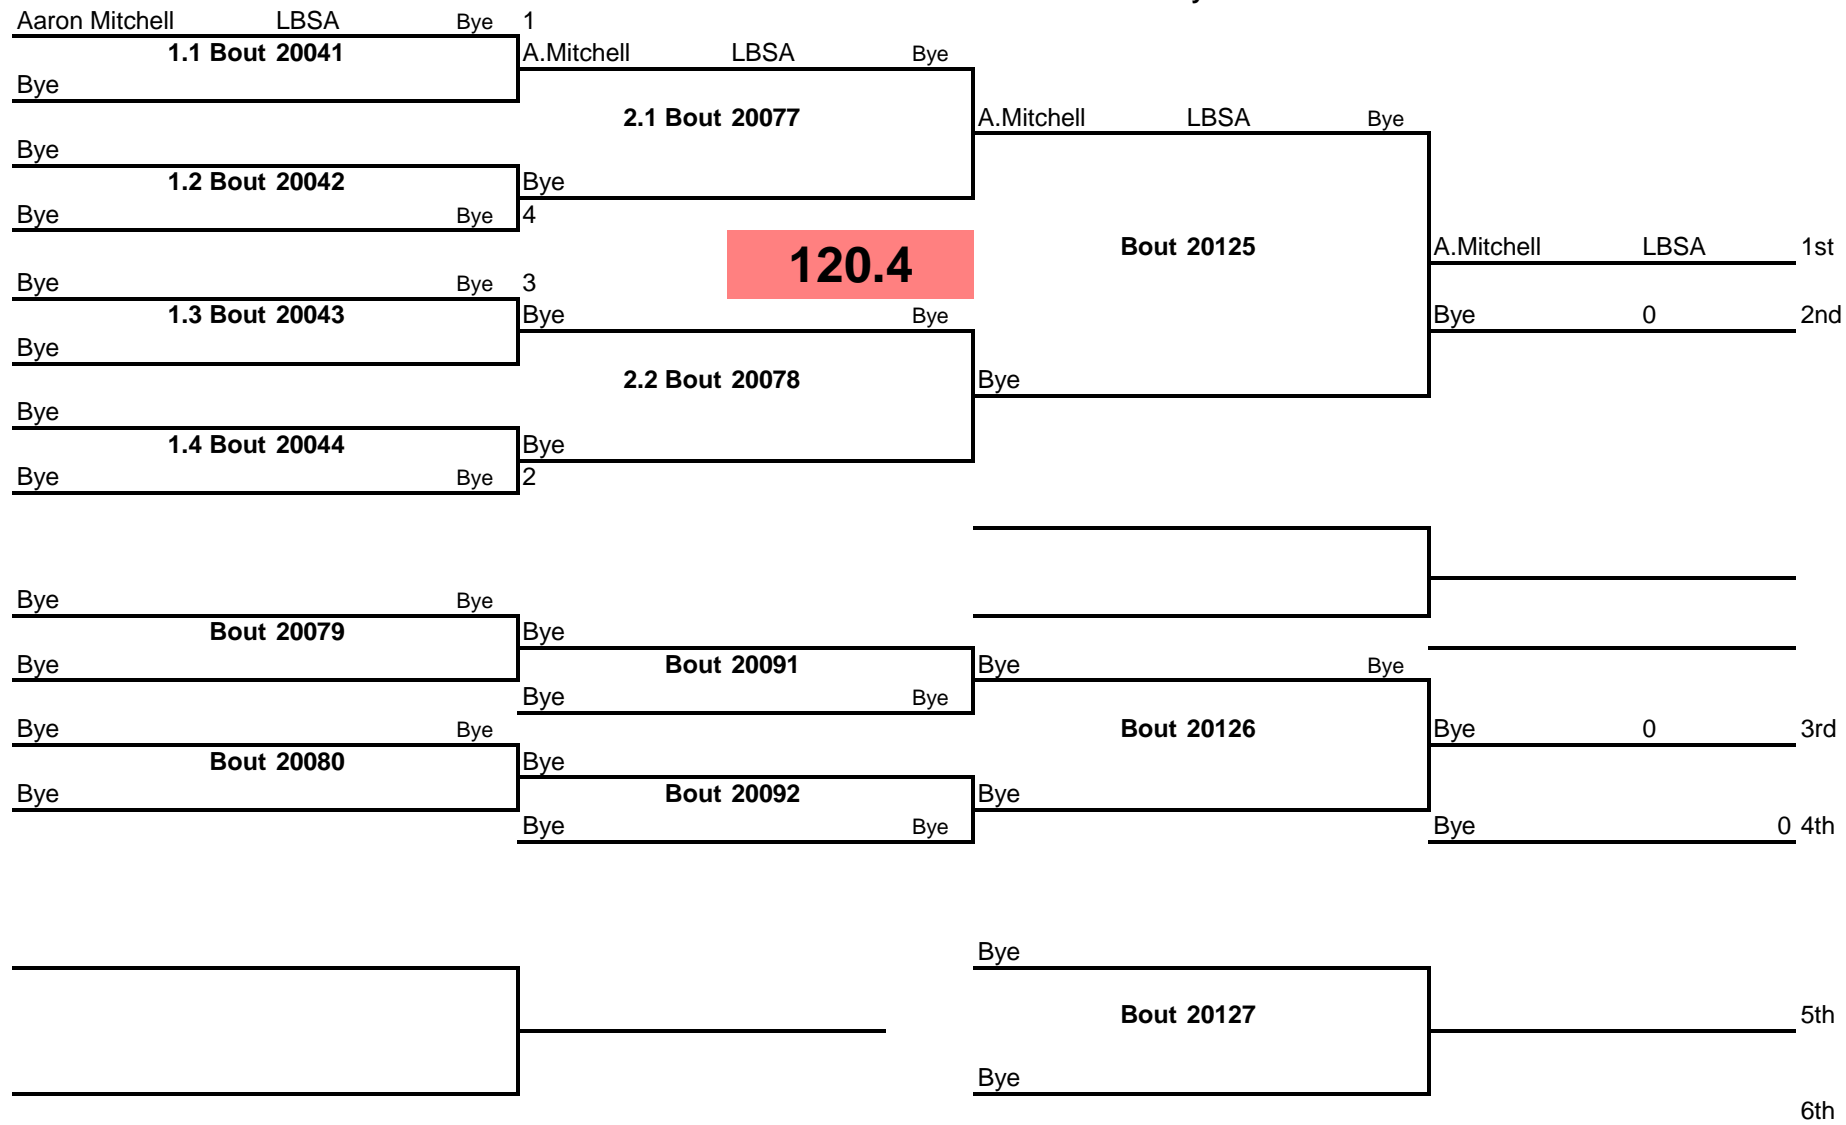 Aaron Mitchell LBSA Bye 1
1.1 Bout 20041 A.Mitchell LBSA Bye
Bye
2.1 Bout 20077 A.Mitchell LBSA Bye
Bye
1.2 Bout 20042 Bye
Bye Bye 4
120.4 Bout 20125 A.Mitchell LBSA 1st
Bye Bye 3
1.3 Bout 20043 Bye Bye Bye 0 2nd
Bye
2.2 Bout 20078 Bye
Bye
1.4 Bout 20044 Bye
Bye Bye 2
Bye Bye
Bout 20079 Bye
Bye Bout 20091 Bye Bye
Bye Bye
Bye Bye Bout 20126 Bye 0 3rd
Bout 20080 Bye
Bye Bout 20092 Bye
Bye Bye Bye 0 4th
Bye
Bout 20127 5th
Bye
6th